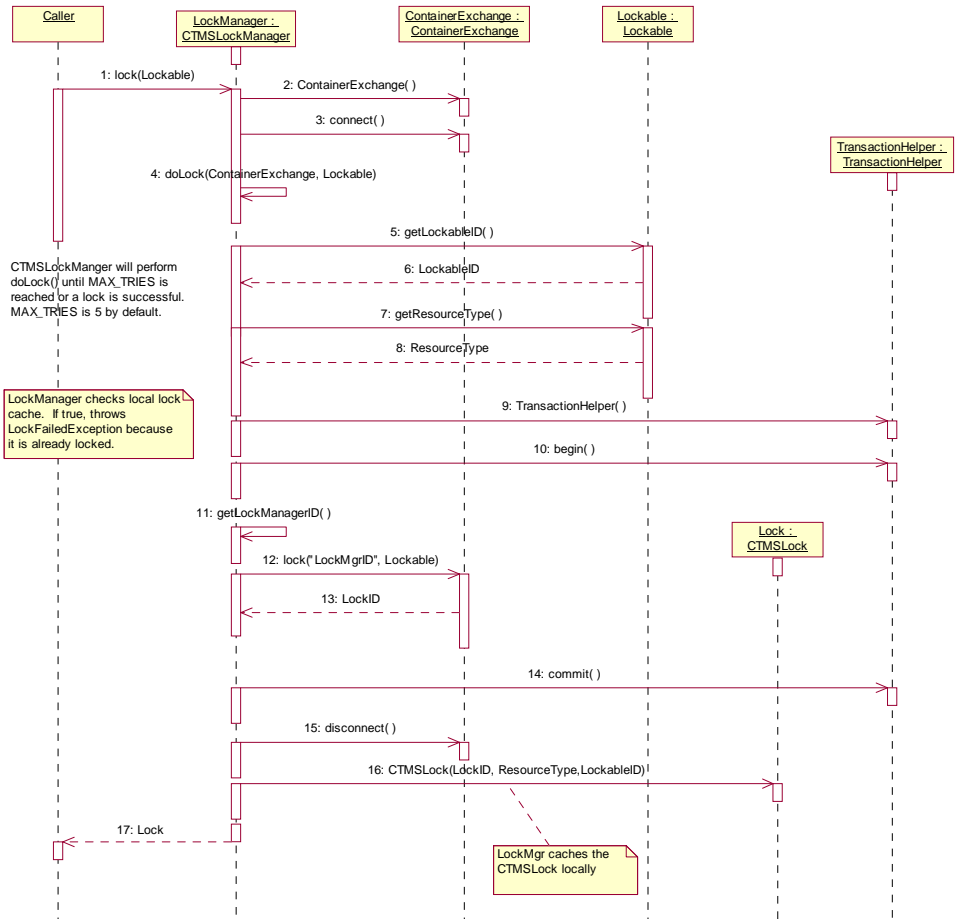 Caller
LockManager :
CTMSLockManager
ContainerExchange :
ContainerExchange
Lockable :
Lockable
1: lock(Lockable)
2: ContainerExchange( )
3: connect( )
TransactionHelper :
TransactionHelper
4: doLock(ContainerExchange, Lockable)
5: getLockableID( )
CTMSLockManger will perform
doLock() until MAX_TRIES is
reached or a lock is successful.
MAX_TRIES is 5 by default.
6: LockableID
7: getResourceType( )
8: ResourceType
LockManager checks local lock
cache. If true, throws
LockFailedException because
it is already locked.
9: TransactionHelper( )
10: begin( )
11: getLockManagerID( )
Lock :
CTMSLock
12: lock("LockMgrID", Lockable)
13: LockID
14: commit( )
15: disconnect( )
16: CTMSLock(LockID, ResourceType,LockableID)
17: Lock
LockMgr caches the
CTMSLock locally